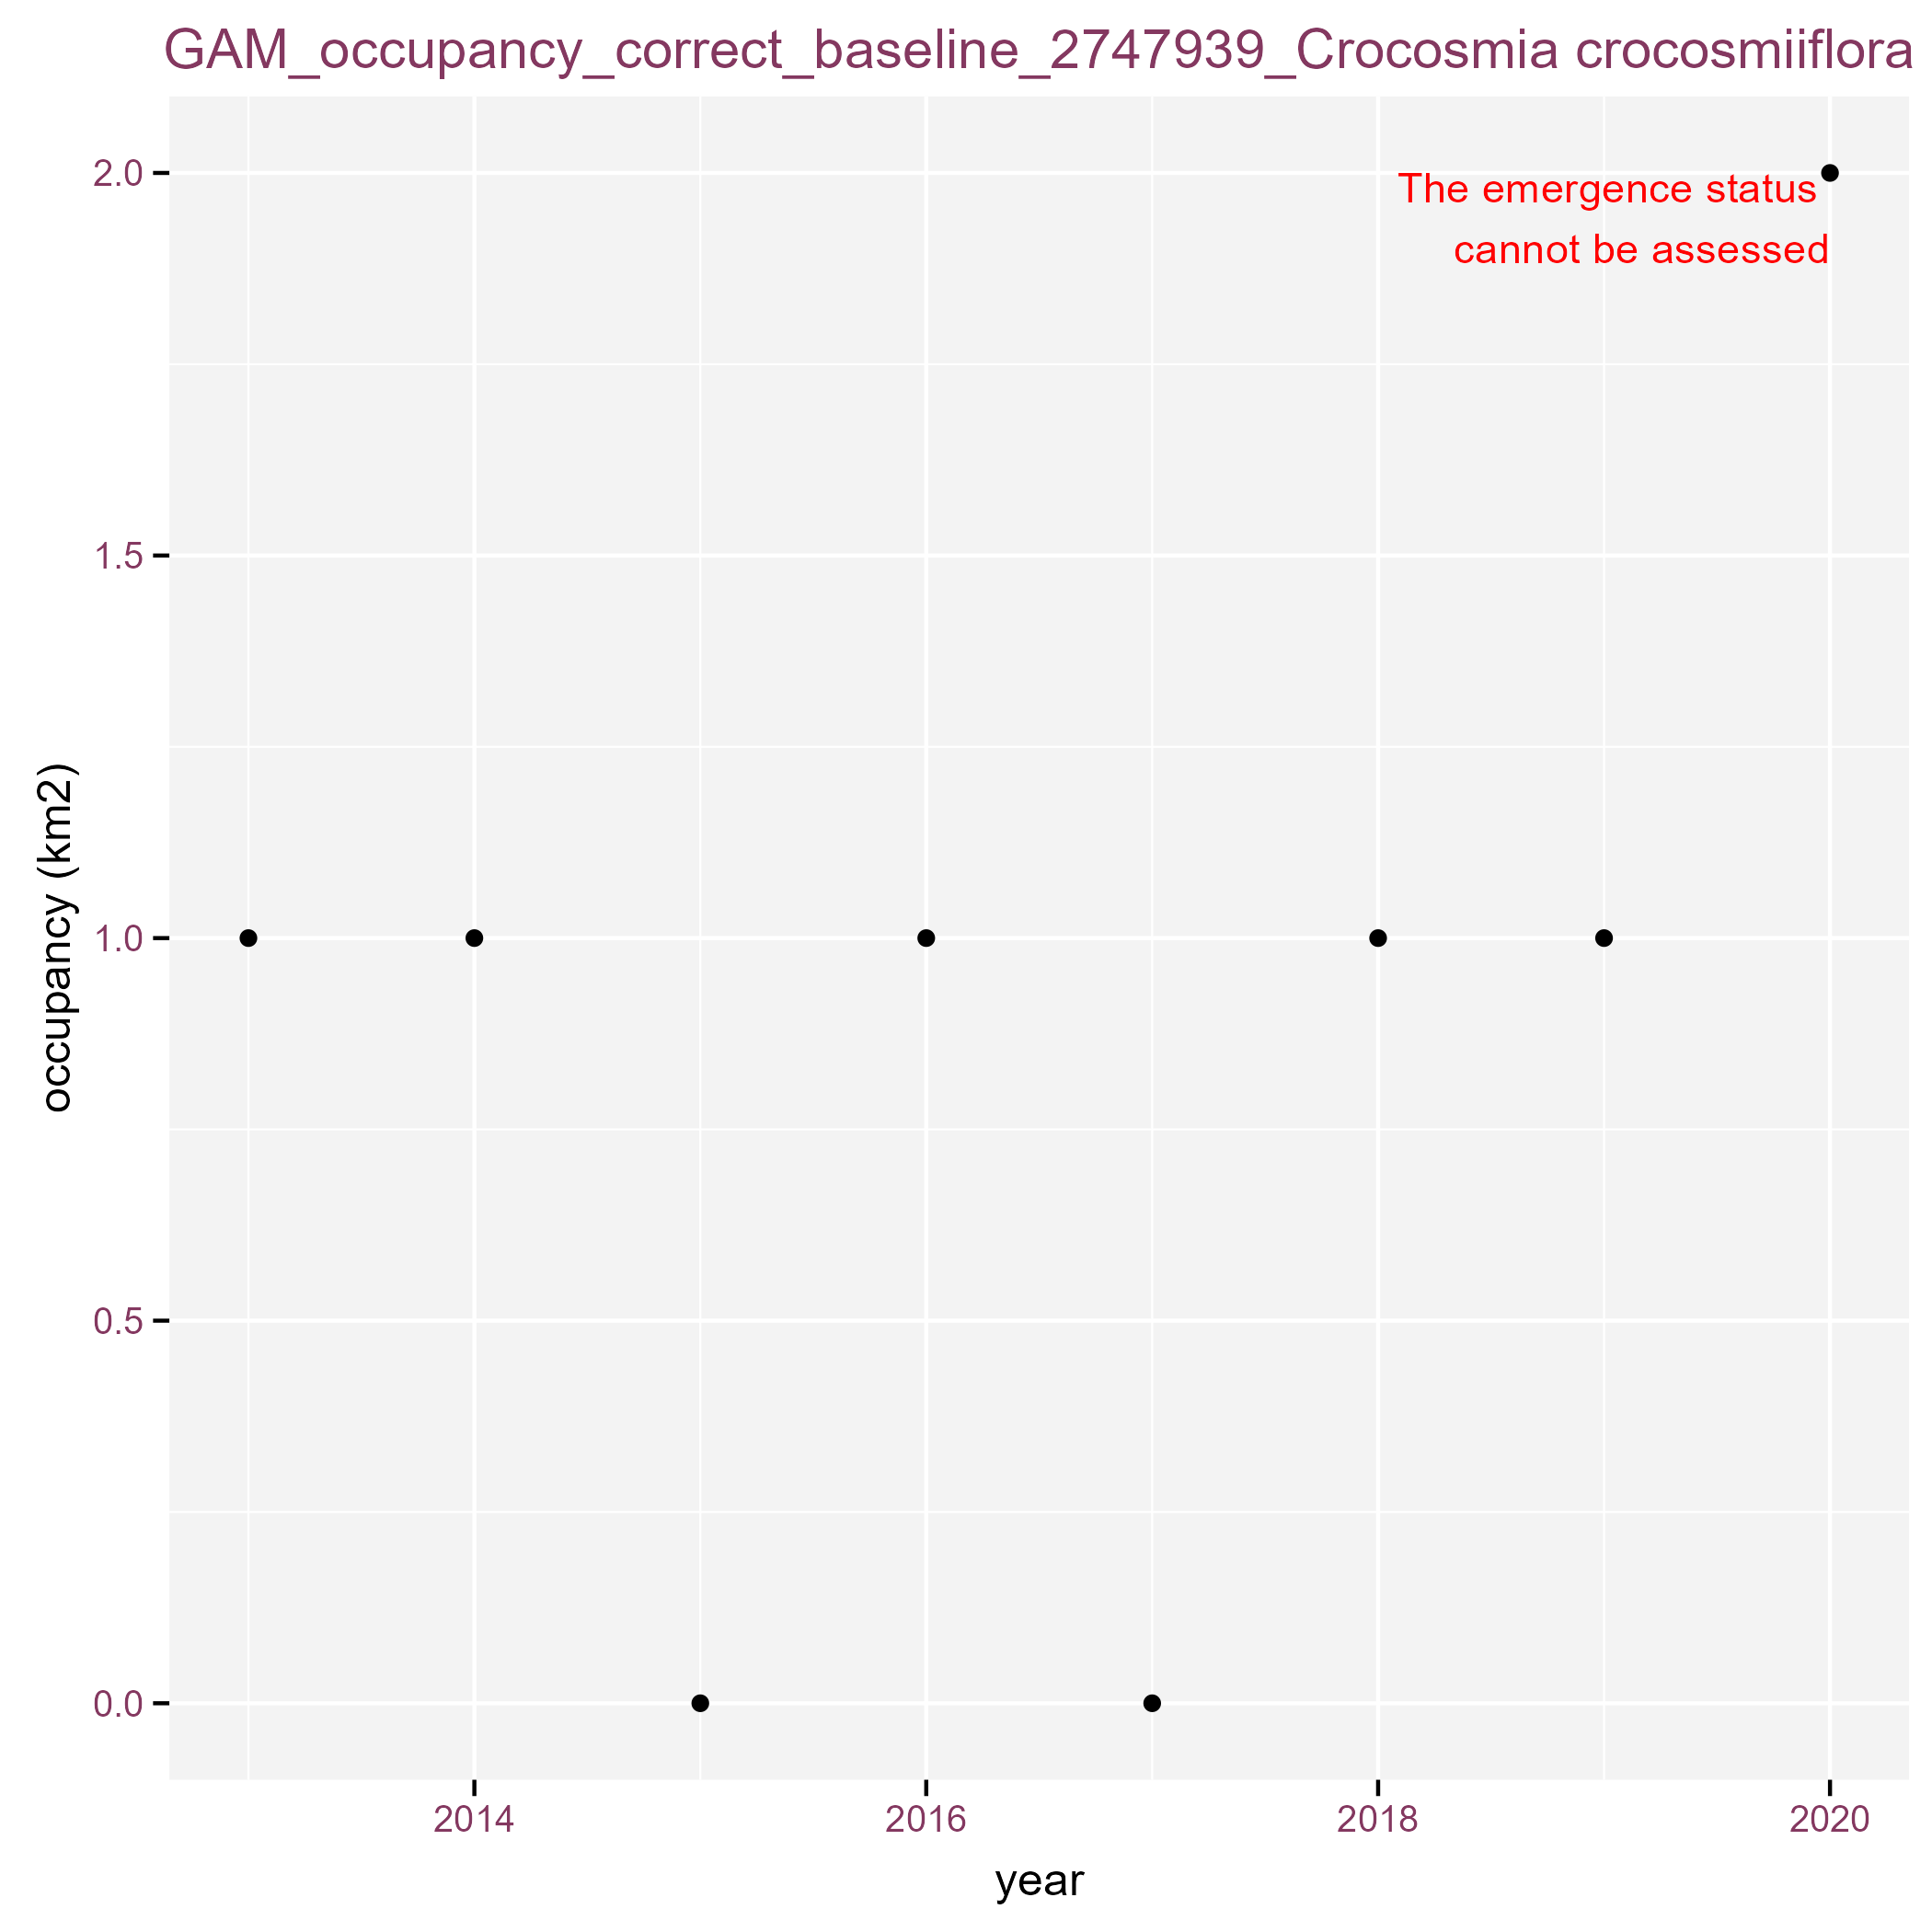 GAM_occupancy_correct_baseline_2747939_Crocosmia crocosmiiflora
2.0
The emergence status
cannot be assessed
1.5
occupancy (km2)
1.0
0.5
0.0
2014 2016 2018 2020
year